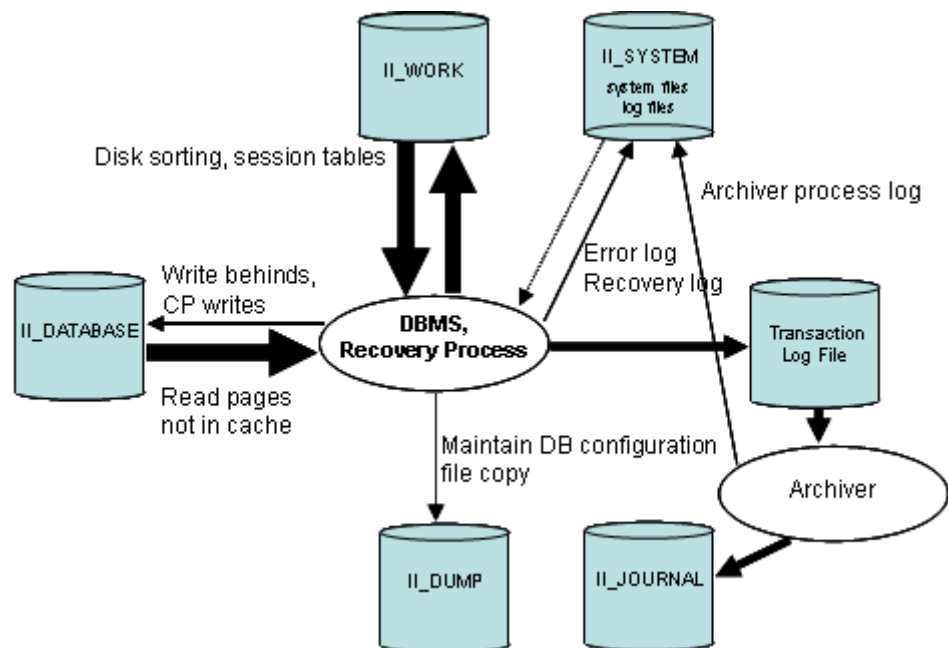 II_WORK
II_SYSTEM
system files
log files
Disk sorting, session tables
Archiver process log
Error log
Recovery log
Write behinds,
CP writes
II_DATABASE
DBMS,
Recovery Process
Transaction
Log File
Read pages
not in cache
Maintain DB configuration
file copy
Archiver
II_DUMP
II_JOURNAL